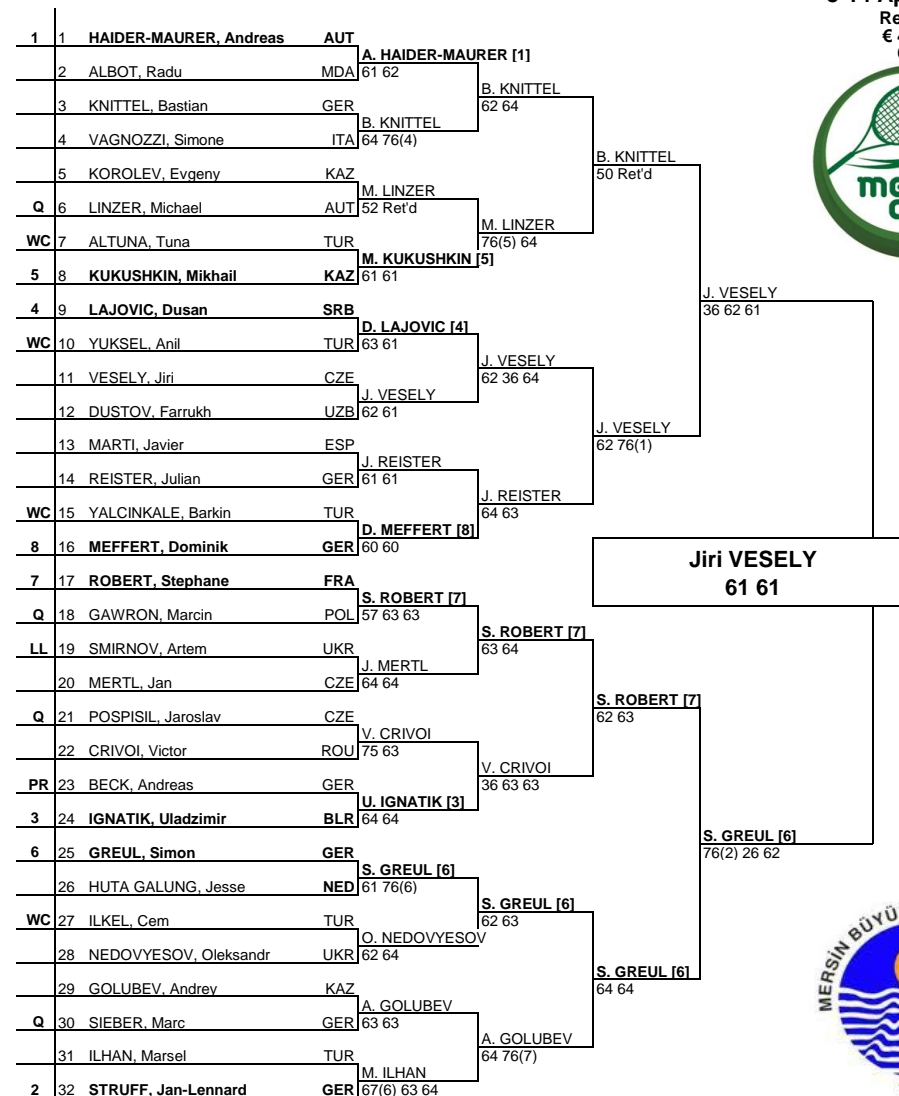 1 1 HAIDER-MAURER, Andreas AUT
A. HAIDER-MAURER [1]
2 ALBOT, Radu MDA 61 62
B. KNITTEL
3 KNITTEL, Bastian GER 62 64
B. KNITTEL
4 VAGNOZZI, Simone ITA 64 76(4)
B. KNITTEL
5 KOROLEV, Evgeny KAZ 50 Ret'd
M. LINZER
Q 6 LINZER, Michael AUT 52 Ret'd
M. LINZER
WC 7 ALTUNA, Tuna TUR 76(5) 64
M. KUKUSHKIN [5]
5 8 KUKUSHKIN, Mikhail KAZ 61 61
J. VESELY
4 9 LAJOVIC, Dusan SRB 36 62 61
D. LAJOVIC [4]
WC 10 YUKSEL, Anil TUR 63 61
J. VESELY
11 VESELY, Jiri CZE 62 36 64
J. VESELY
12 DUSTOV, Farrukh UZB 62 61
J. VESELY
13 MARTI, Javier ESP 62 76(1)
J. REISTER
14 REISTER, Julian GER 61 61
J. REISTER
WC 15 YALCINKALE, Barkin TUR 64 63
D. MEFFERT [8]
8 16 MEFFERT, Dominik GER 60 60
Jiri VESELY
61 61
7 17 ROBERT, Stephane FRA
S. ROBERT [7]
Q 18 GAWRON, Marcin POL 57 63 63
S. ROBERT [7]
LL 19 SMIRNOV, Artem UKR 63 64
J. MERTL
20 MERTL, Jan CZE 64 64
S. ROBERT [7]
Q 21 POSPISIL, Jaroslav CZE 62 63
V. CRIVOI
22 CRIVOI, Victor ROU 75 63
V. CRIVOI
PR 23 BECK, Andreas GER 36 63 63
U. IGNATIK [3]
3 24 IGNATIK, Uladzimir BLR 64 64
S. GREUL [6]
6 25 GREUL, Simon GER 76(2) 26 62
S. GREUL [6]
26 HUTA GALUNG, Jesse NED 61 76(6)
S. GREUL [6]
WC 27 ILKEL, Cem TUR 62 63
O. NEDOVYESOV
28 NEDOVYESOV, Oleksandr UKR 62 64
S. GREUL [6]
29 GOLUBEV, Andrey KAZ 64 64
A. GOLUBEV
Q 30 SIEBER, Marc GER 63 63
A. GOLUBEV
31 ILHAN, Marsel TUR 64 76(7)
M. ILHAN
2 32 STRUFF, Jan-Lennard GER 67(6) 63 64
MERSİN